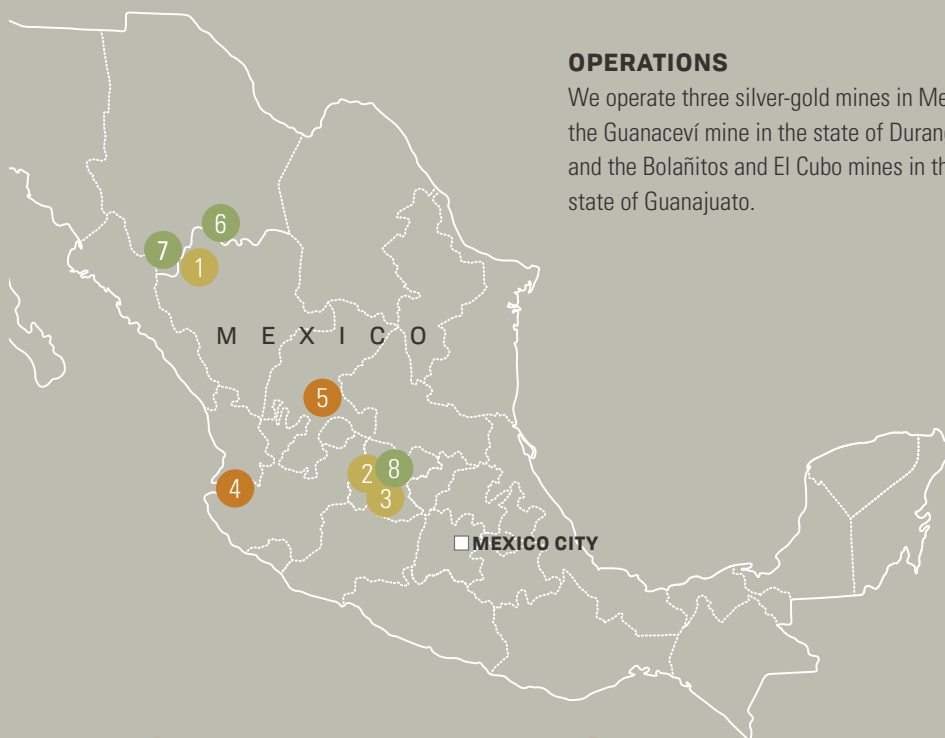 OPERATIONS
We operate three silver-gold mines in Me
the Guanaceví mine in the state of Duran
and the Bolañitos and El Cubo mines in th
state of Guanajuato.
6
7
1
MEXICO
5
2
8
4
3
MEXICO CITY